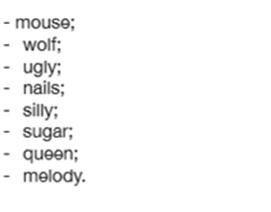 - mouse;
- wolf;
- ugly;
- nails;
- silly;
- sugar;
- queen;
- melody.